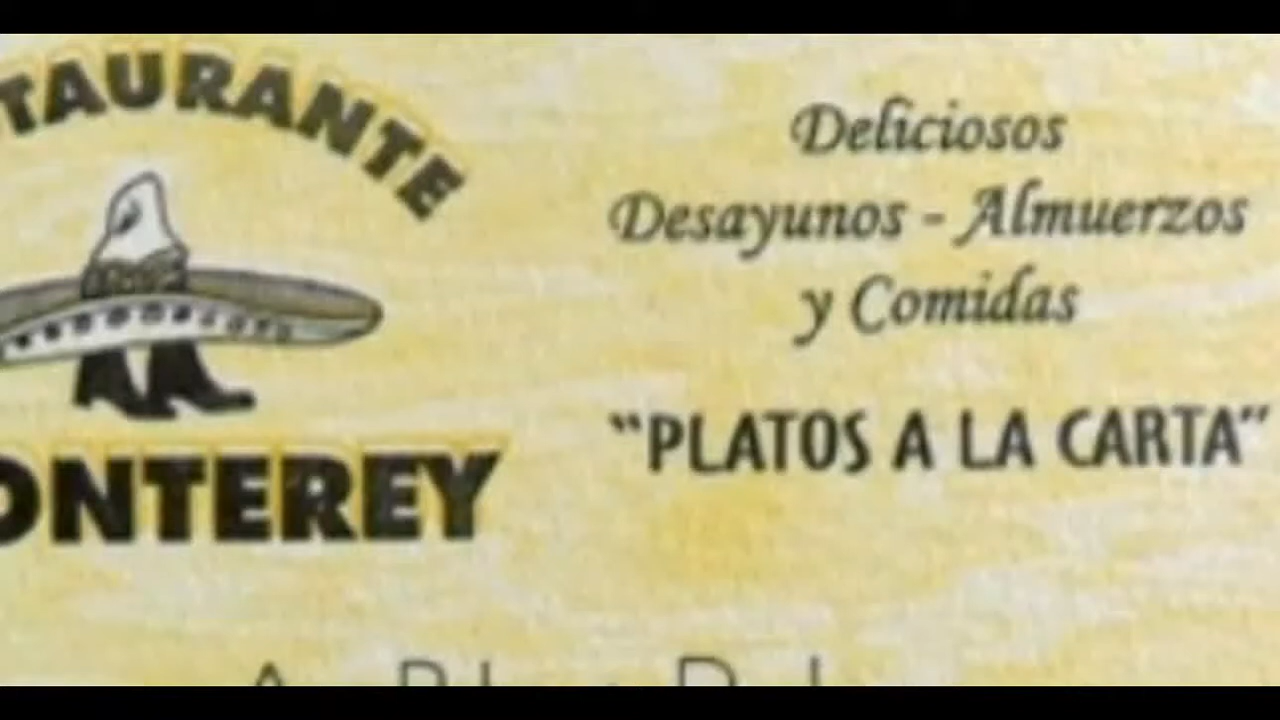 TAURANTE
ONTEREY
Deliciosos
Desayunos - Almuerzos
y Comidas
"PLATOS A LA CARTA"